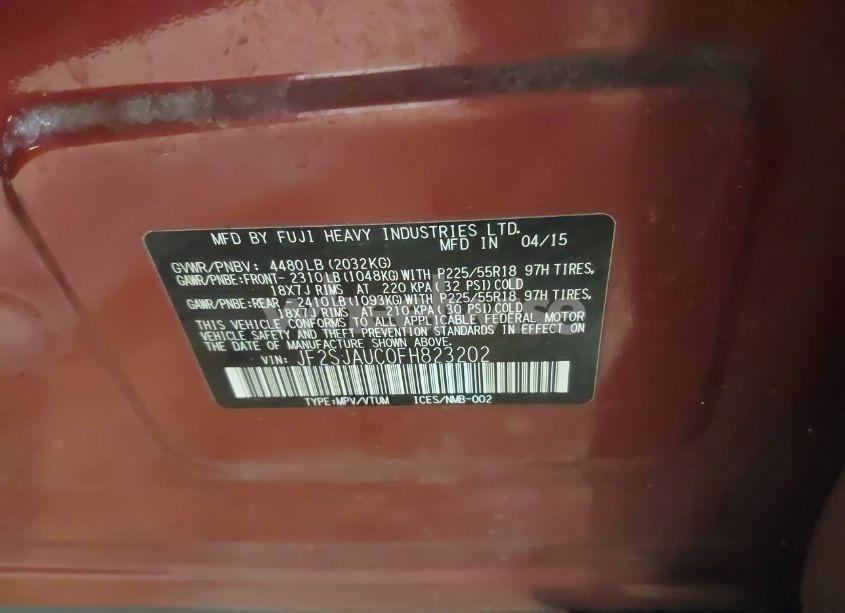 MFD BY FUJI HEAVY INDUSTRIES LTD.
MFD IN 04/15
GVWR/PNBV: 4480LB(2032KG)
GAWR/PNBE:FRONT- 2310LB(1048KG)WITH P225/55R18 97H TIRES,
18X7J RIMS AT 220 KPA(32 PSI)COLD
GAWR/PNBE:REAR -2410LB(1093KG)WITH P225/55R18 97H TIRES,
18X7J RIMS AT 210 KPA(30 PSI)COLD
THIS VEHICLE CONFORMS TO ALL APPLICABLE FEDERAL MOTOR
VEHICLE SAFETY AND THEFT PREVENTION STANDARDS IN EFFECT ON
THE DATE OF MANUFACTURE SHOWN ABOVE.
VIN: JF2SJAUC0FH823202
TYPE:MPV/VTUM ICES/NMB-002